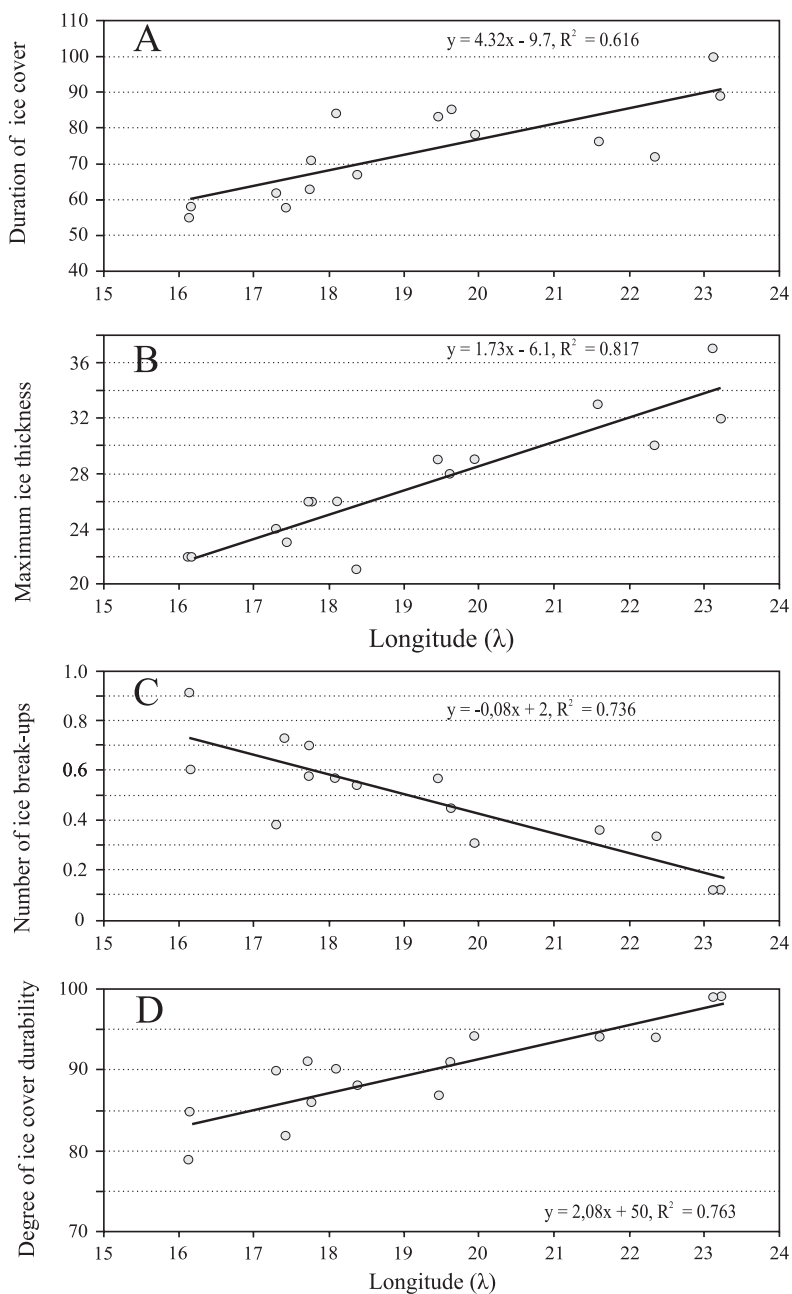 A
y = 4.32x - 9.7, R² = 0.616
Duration of ice cover
110
100
90
80
70
60
50
40
15 16 17 18 19 20 21 22 23 24
B
y = 1.73x - 6.1, R² = 0.817
Maximum ice thickness
36
32
28
24
20
15 16 17 18 19 20 21 22 23 24
Longitude (λ)
C
y = -0,08x + 2, R² = 0.736
Number of ice break-ups
1.0
0.8
0.6
0.4
0.2
0
15 16 17 18 19 20 21 22 23 24
D
Degree of ice cover durability
100
90
80
70
y = 2,08x + 50, R² = 0.763
15 16 17 18 19 20 21 22 23 24
Longitude (λ)